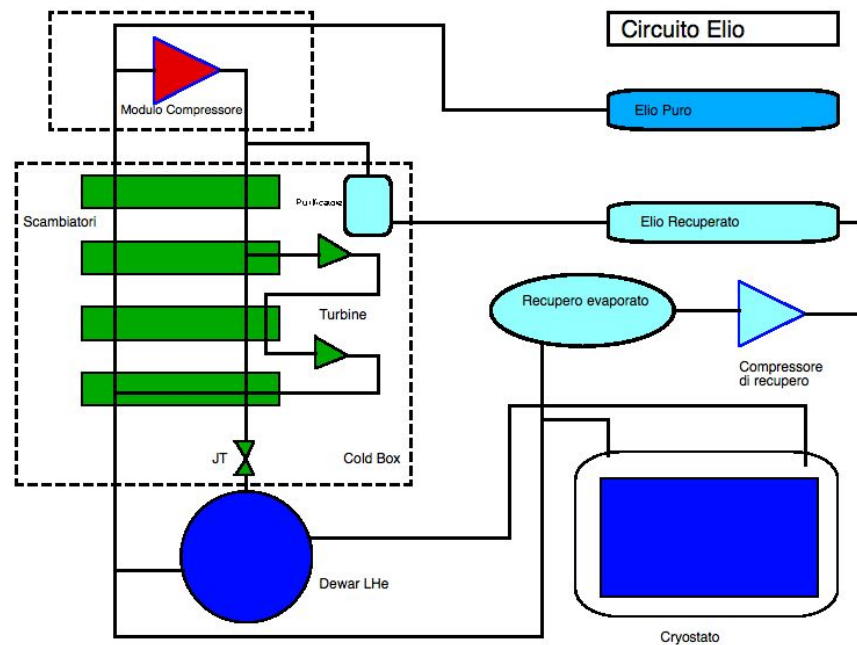 Circuito Elio
Modulo Compressore
Elio Puro
Scambiatori
Purificatore
Elio Recuperato
Turbine
Recupero evaporato
Compressore
di recupero
JT
Cold Box
Dewar LHe
Cryostato